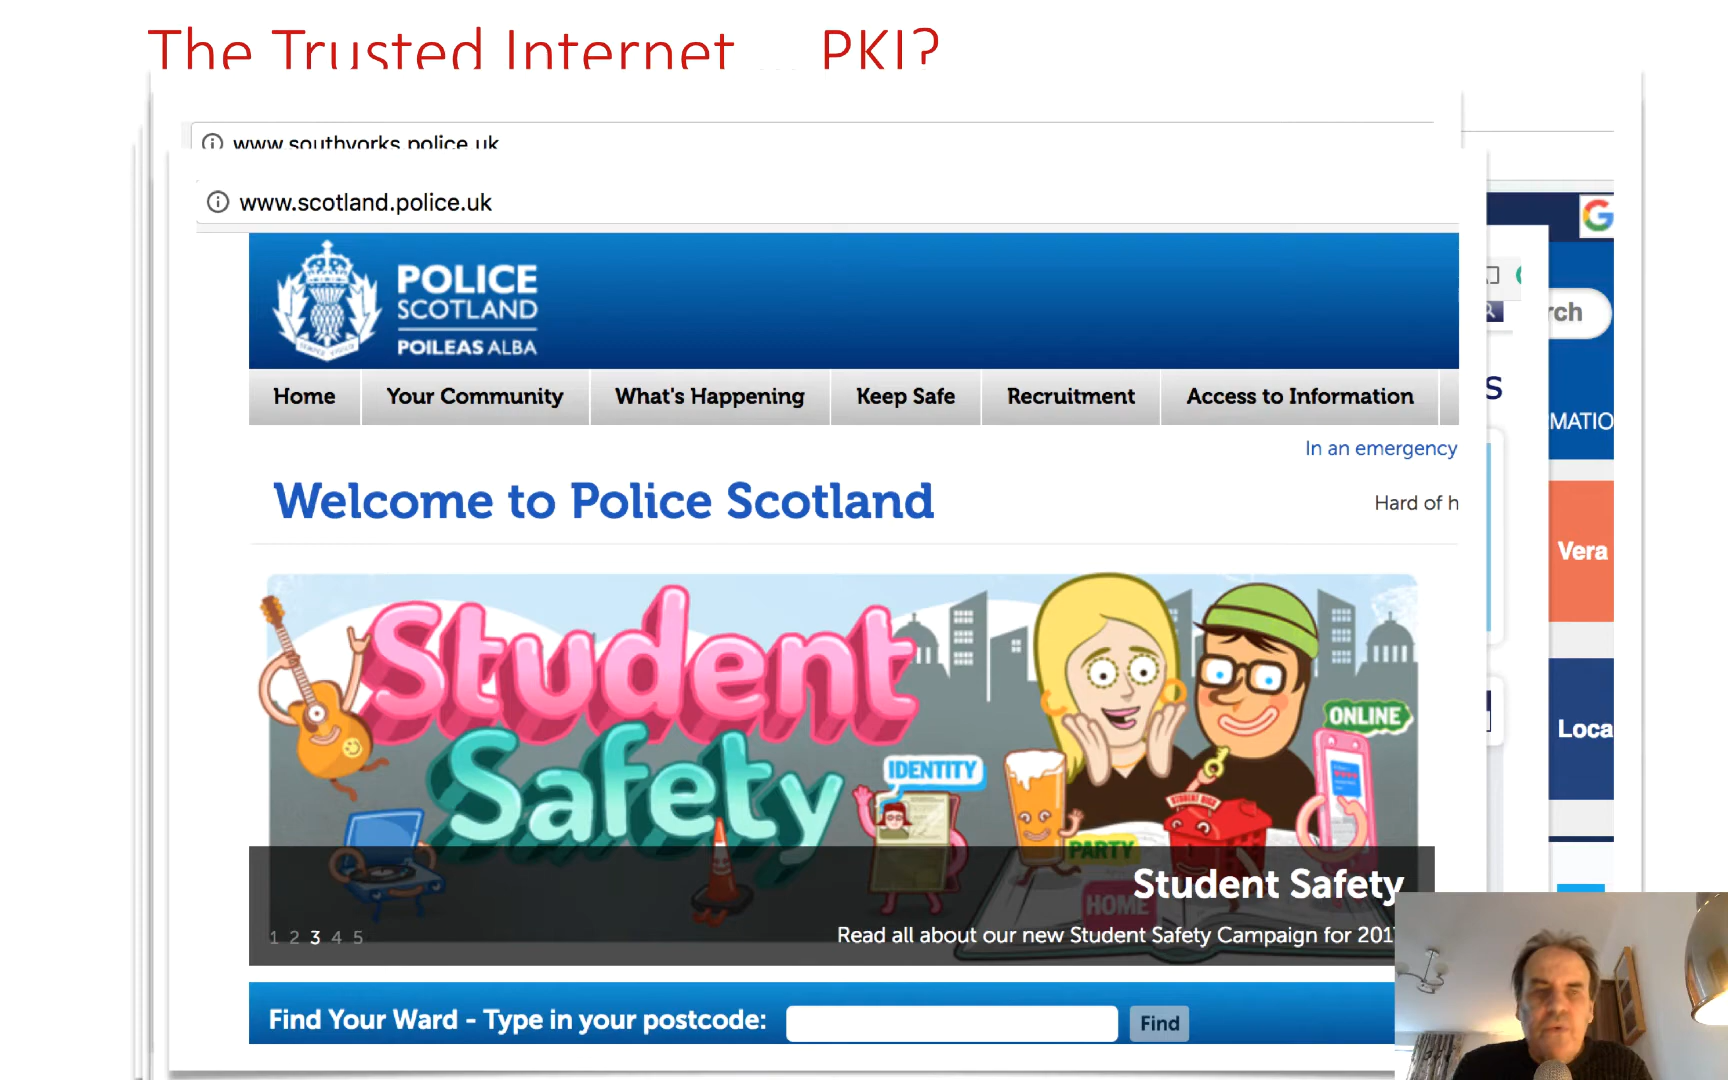 The Trusted Internet ... PKI?
www.southyorks.police.uk
www.scotland.police.uk
POLICE
SCOTLAND
POILEAS ALBA
rch
Home Your Community What's Happening Keep Safe Recruitment Access to Information
s
MATIO
In an emergency
Welcome to Police Scotland
Hard of h
Vera
Student
Safety
ONLINE
IDENTITY
Loca
STUDENT
PARTY
HOME
Student Safety
1 2 3 4 5
Read all about our new Student Safety Campaign for 201
Find Your Ward - Type in your postcode:
Find